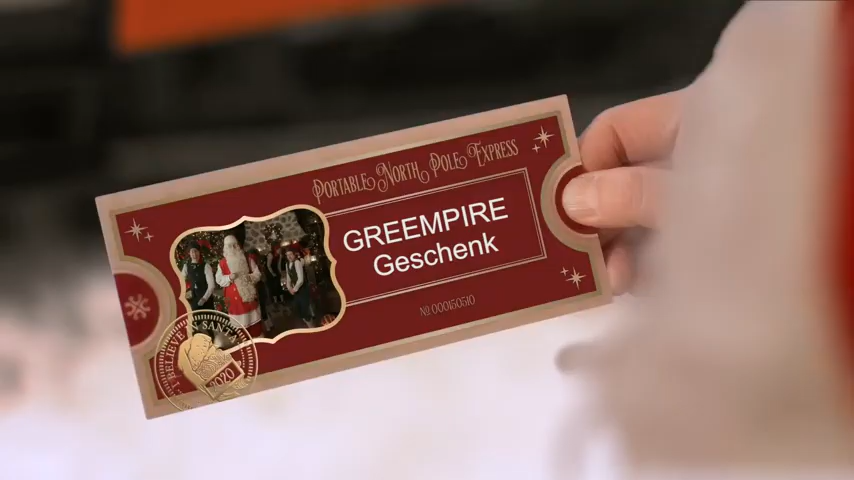 PORTABLE NORTH POLE EXPRESS
GREEMPIRE
Geschenk
№ 000150510
I BELIEVE IN SANTA
2020